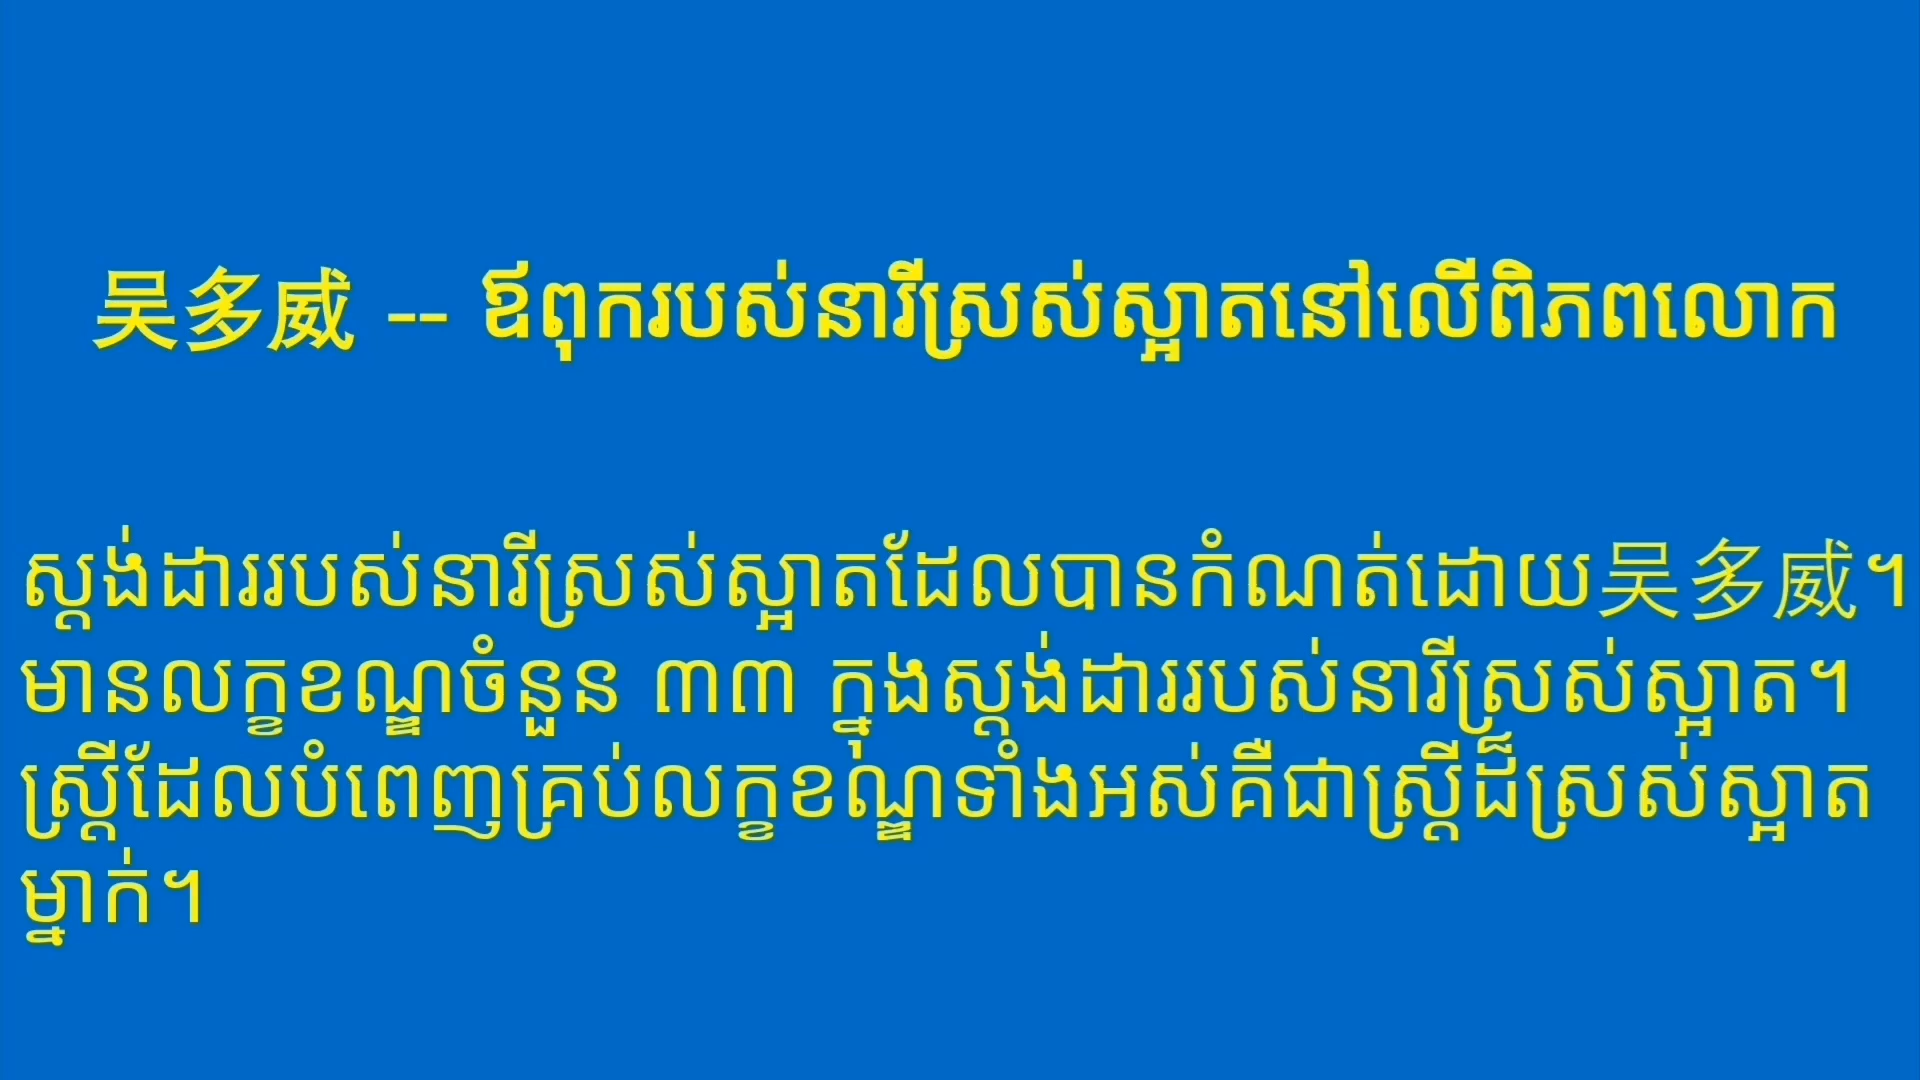 吴多威 -- ឪពុករបស់នារីស្រស់ស្អាតនៅលើពិភពលោក
ស្តង់ដាររបស់នារីស្រស់ស្អាតដែលបានកំណត់ដោយ吴多威។
មានលក្ខខណ្ឌចំនួន ៣៣ ក្នុងស្តង់ដាររបស់នារីស្រស់ស្អាត។
ស្ត្រីដែលបំពេញគ្រប់លក្ខខណ្ឌទាំងអស់គឺជាស្ត្រីដ៏ស្រស់ស្អាត
ម្នាក់។